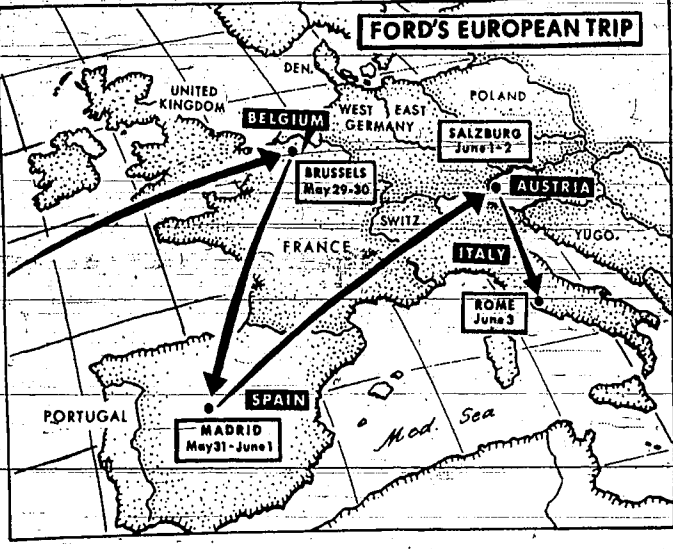 FORD'S EUROPEAN TRIP
DEN.
UNITED
KINGDOM
WEST
GERMANY
EAST
POLAND
BELGIUM
SALZBURG
June 1-2
BRUSSELS
May 29-30
AUSTRIA
SWITZ.
FRANCE
YUGO.
ITALY
ROME
June 3
SPAIN
PORTUGAL
MADRID
May 31-June 1
Med. Sea